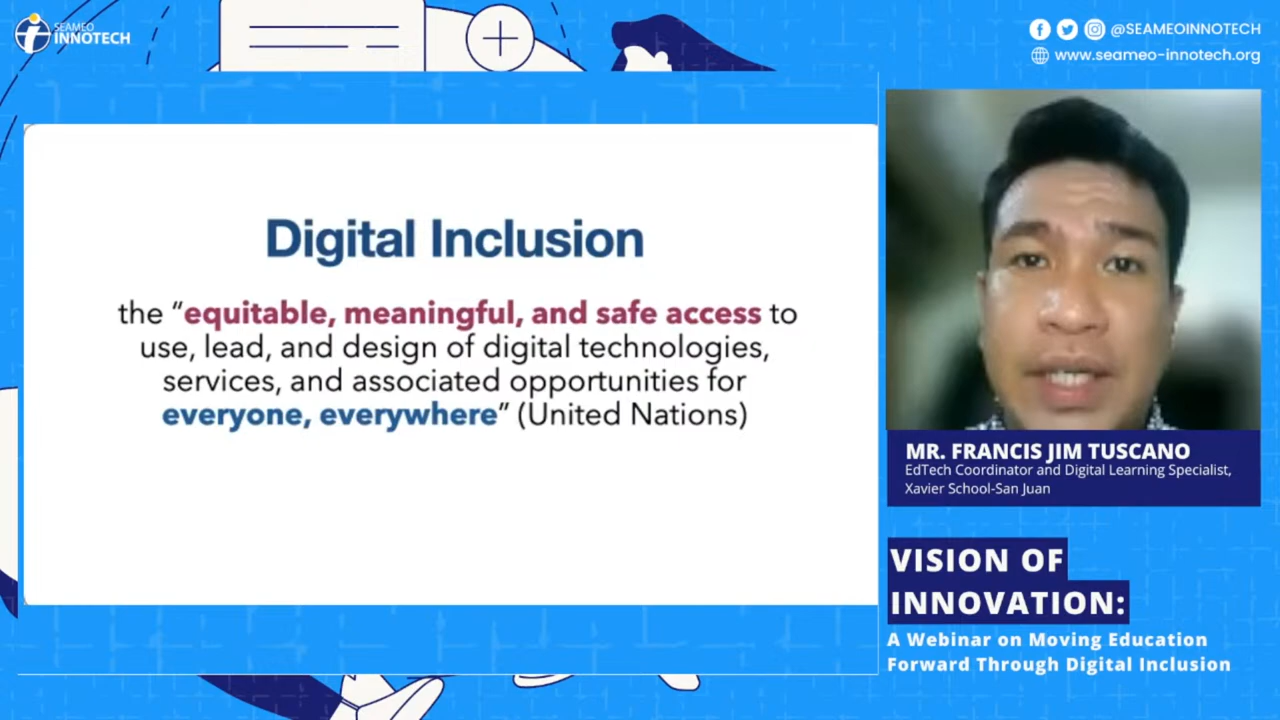 SEAMEO
INNOTECH
@SEAMEOINNOTECH
www.seameo-innotech.org
Digital Inclusion
the “equitable, meaningful, and safe access to
use, lead, and design of digital technologies,
services, and associated opportunities for
everyone, everywhere” (United Nations)
MR. FRANCIS JIM TUSCANO
EdTech Coordinator and Digital Learning Specialist,
Xavier School-San Juan
VISION OF
INNOVATION:
A Webinar on Moving Education
Forward Through Digital Inclusion